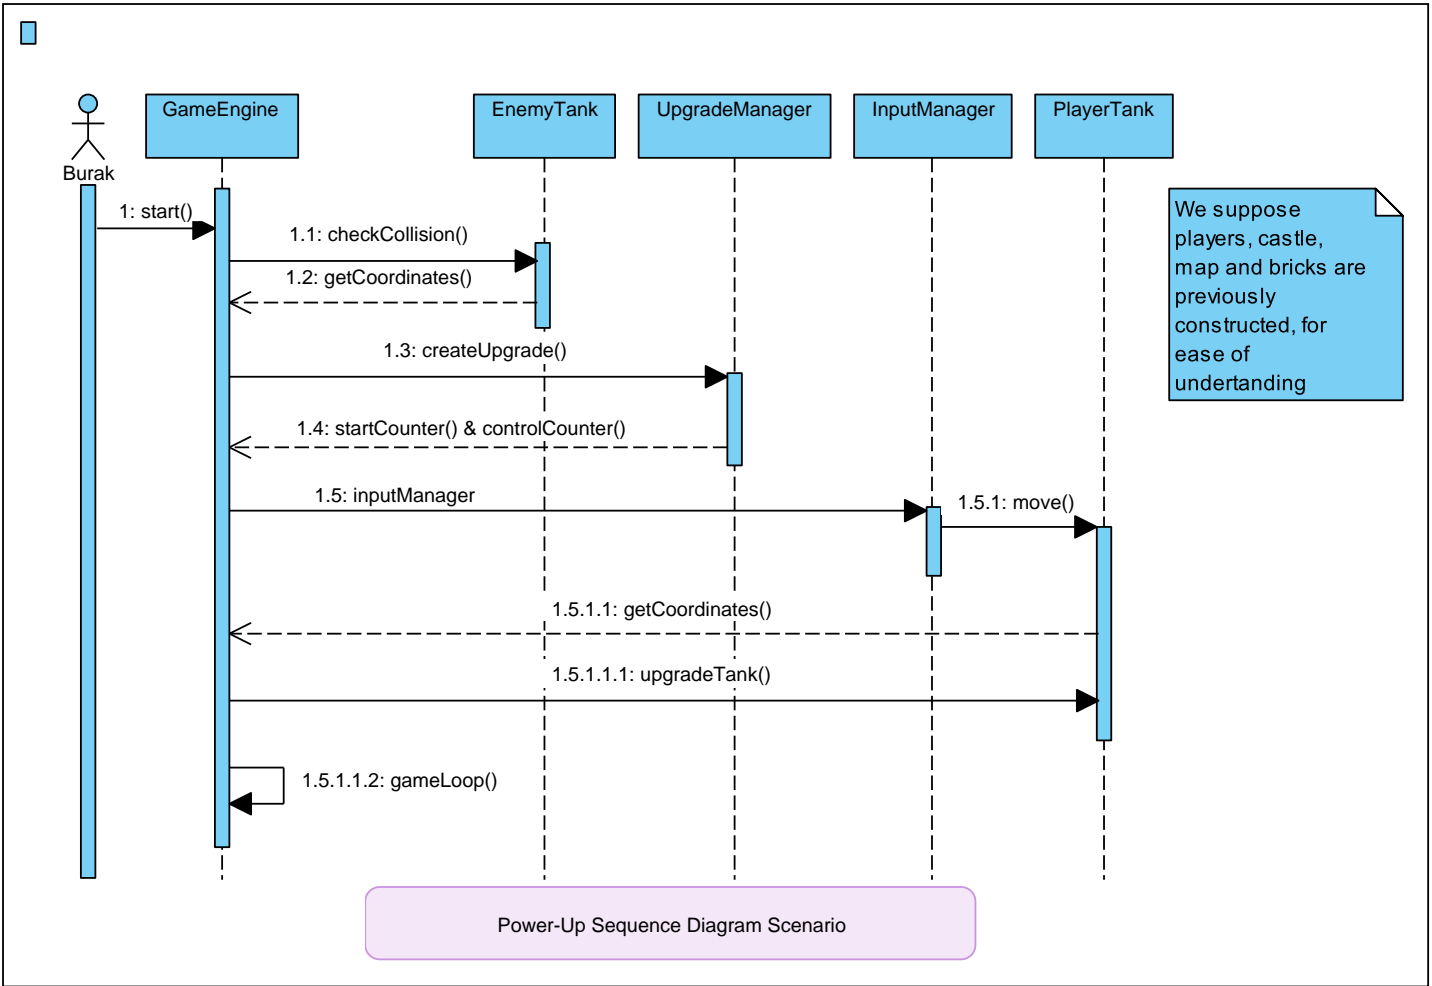 GameEngine
EnemyTank
UpgradeManager
InputManager
PlayerTank
Burak
1: start()
1.1: checkCollision()
1.2: getCoordinates()
1.3: createUpgrade()
1.4: startCounter() & controlCounter()
1.5: inputManager
1.5.1: move()
1.5.1.1: getCoordinates()
1.5.1.1.1: upgradeTank()
1.5.1.1.2: gameLoop()
We suppose
players, castle,
map and bricks are
previously
constructed, for
ease of
undertanding
Power-Up Sequence Diagram Scenario